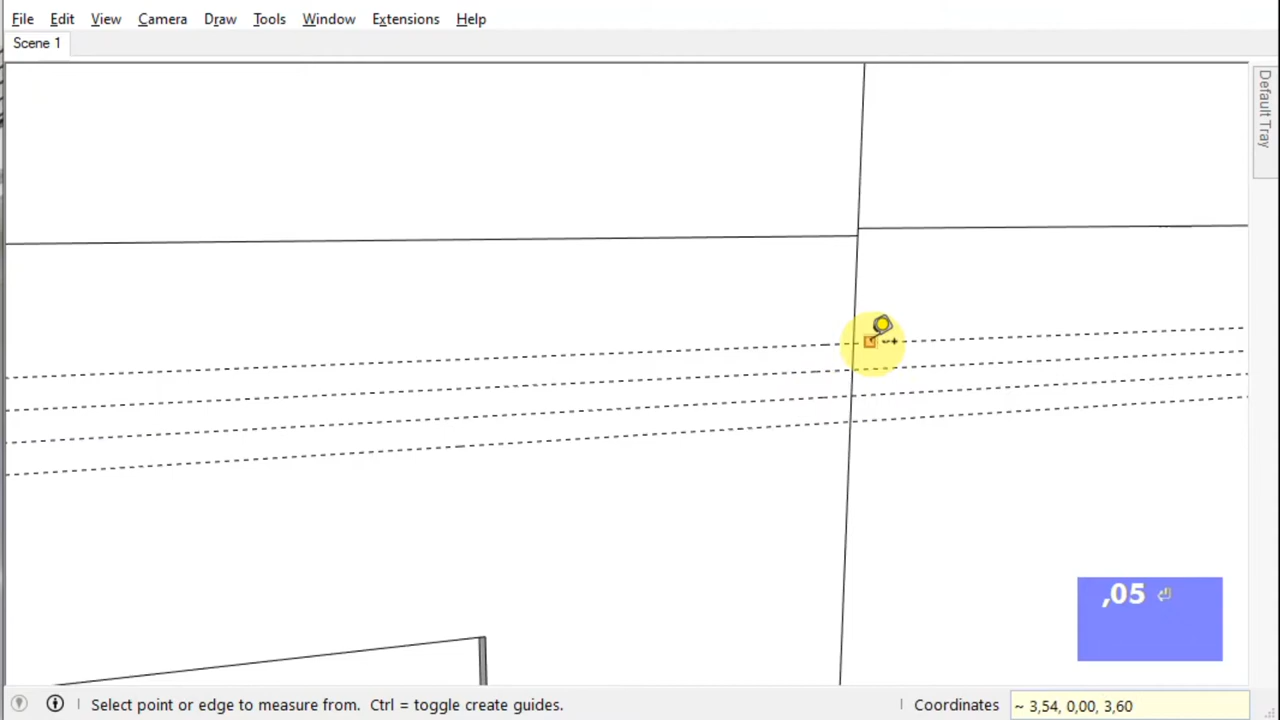 File Edit View Camera Draw Tools Window Extensions Help
Scene 1
Default Tray
,05 ⏎
Select point or edge to measure from.  Ctrl = toggle create guides.
Coordinates ~ 3,54, 0,00, 3,60